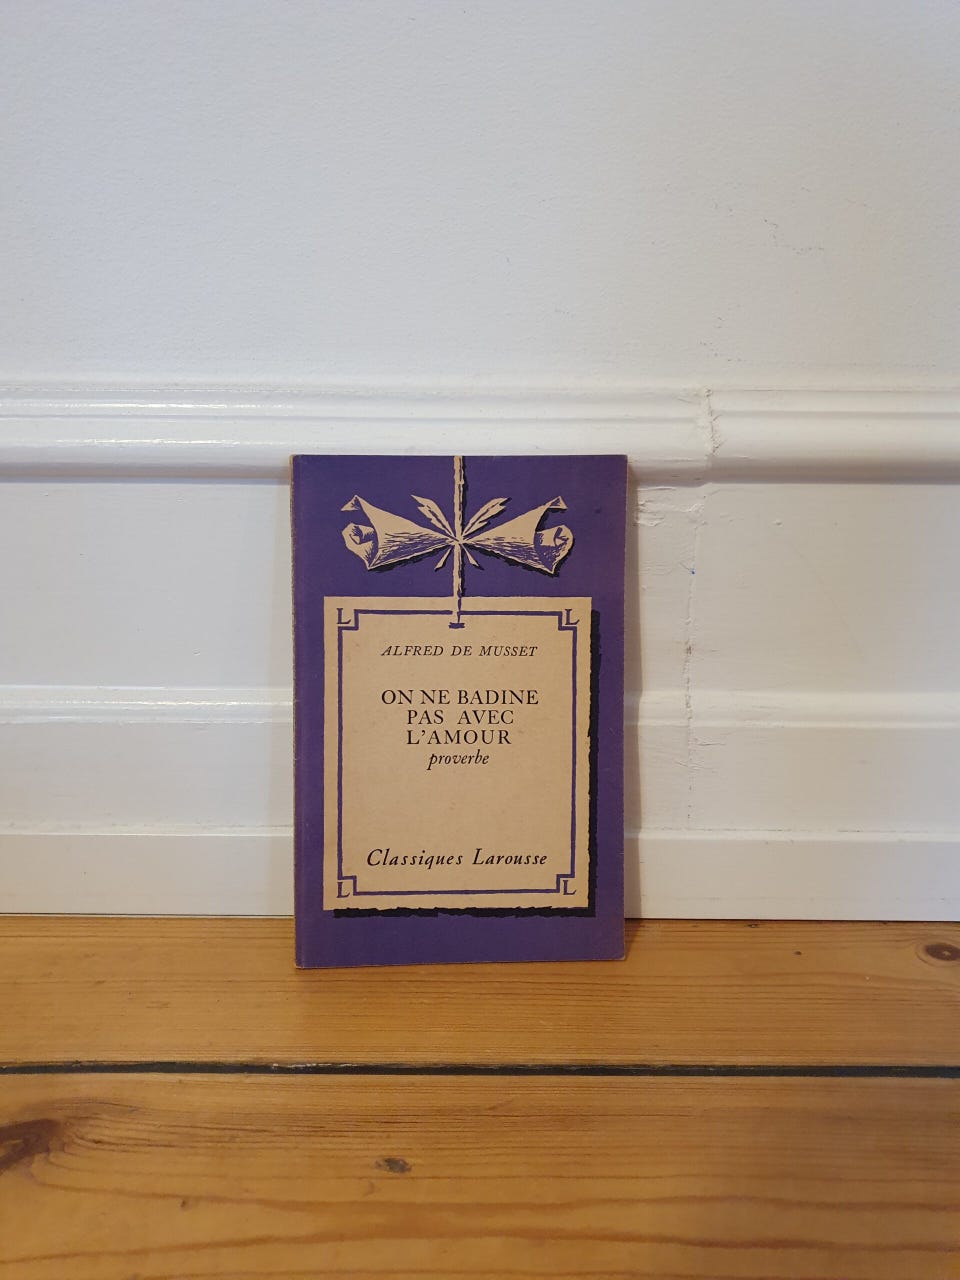 L L
ALFRED DE MUSSET
ON NE BADINE
PAS AVEC
L'AMOUR
proverbe
Classiques Larousse
L L